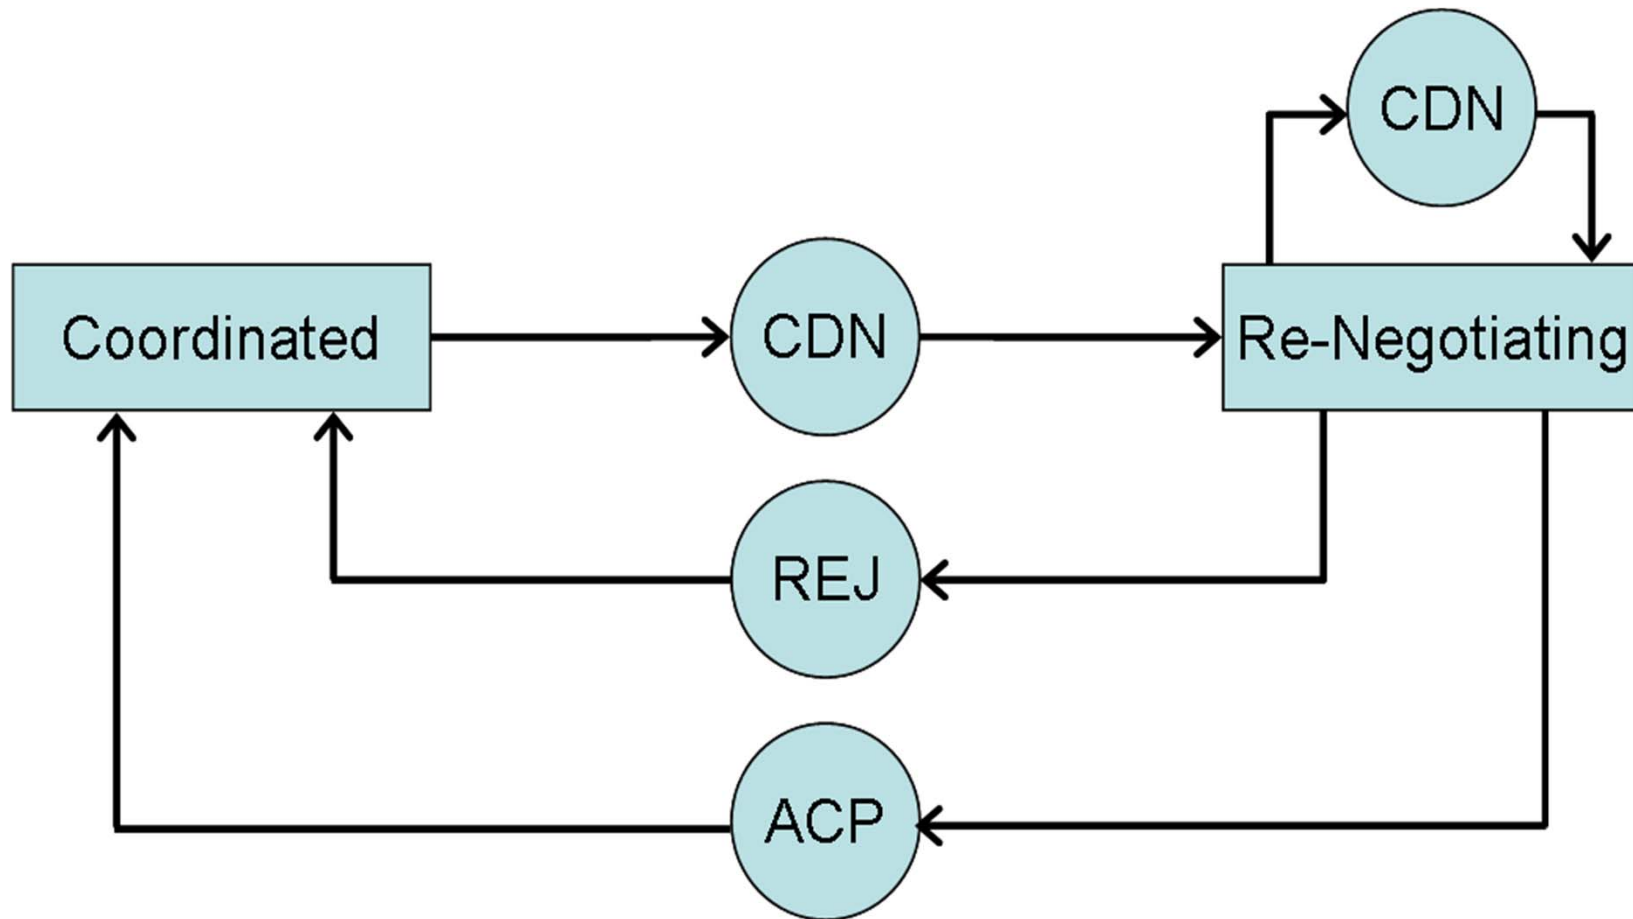 CDN
Coordinated
CDN
Re-Negotiating
REJ
ACP